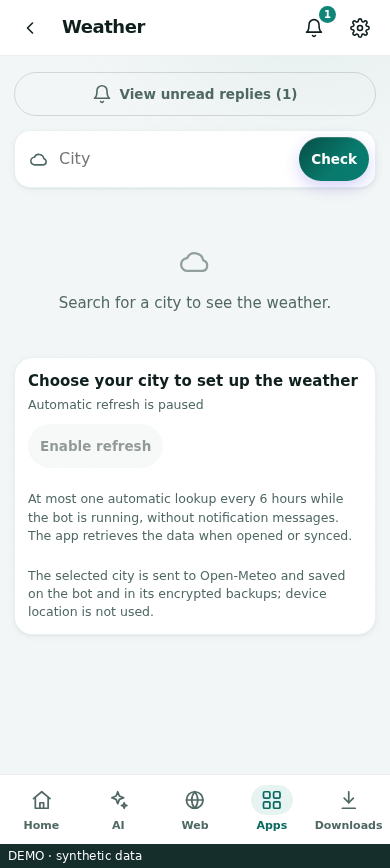 Weather
1
View unread replies (1)
City
Check
Search for a city to see the weather.
Choose your city to set up the weather
Automatic refresh is paused
Enable refresh
At most one automatic lookup every 6 hours while
the bot is running, without notification messages.
The app retrieves the data when opened or synced.
The selected city is sent to Open-Meteo and saved
on the bot and in its encrypted backups; device
location is not used.
Home
AI
Web
Apps
Downloads
DEMO · synthetic data